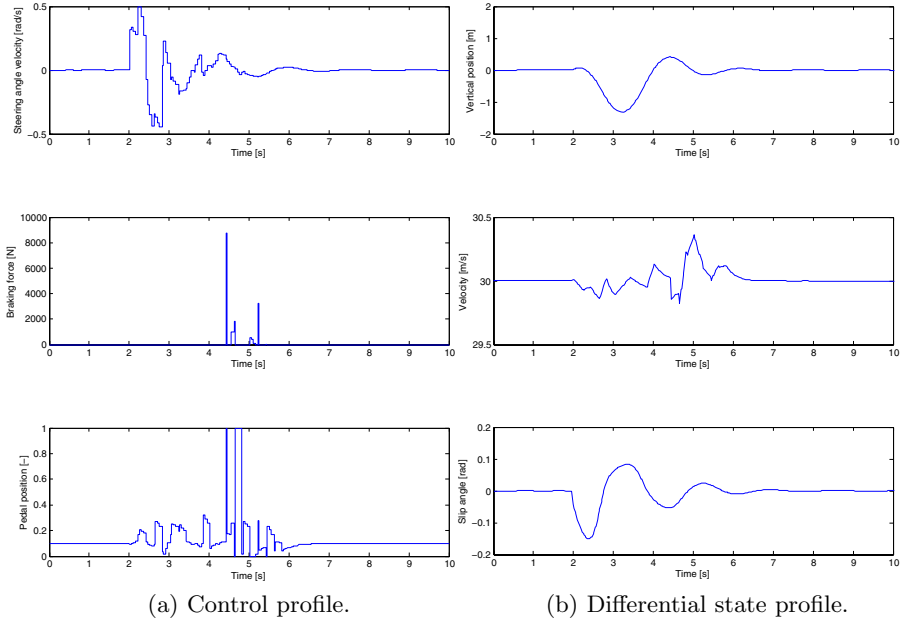 0.5
0
−0.5
Steering angle velocity [rad/s]
0 1 2 3 4 5 6 7 8 9 10
Time [s]
10000
8000
6000
4000
2000
0
Braking force [N]
0 1 2 3 4 5 6 7 8 9 10
Time [s]
1
0.8
0.6
0.4
0.2
0
Pedal position [−]
0 1 2 3 4 5 6 7 8 9 10
Time [s]
(a) Control profile.
2
1
0
−1
−2
Vertical position [m]
0 1 2 3 4 5 6 7 8 9 10
Time [s]
30.5
30
29.5
Velocity [m/s]
0 1 2 3 4 5 6 7 8 9 10
Time [s]
0.2
0.1
0
−0.1
−0.2
Slip angle [rad]
0 1 2 3 4 5 6 7 8 9 10
Time [s]
(b) Differential state profile.